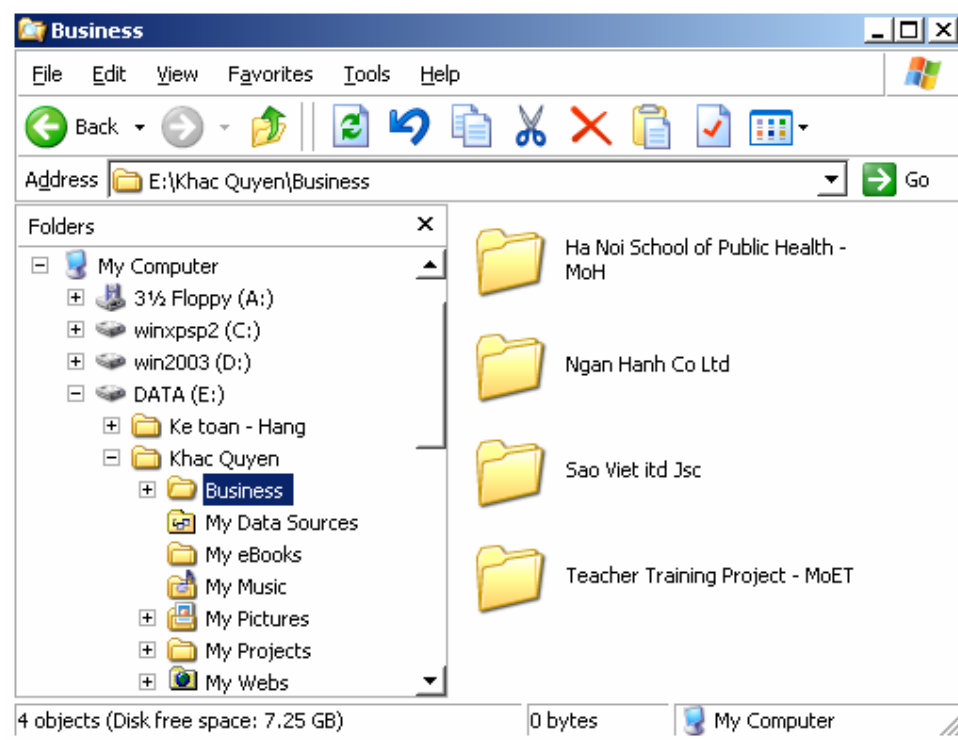 Business
File Edit View Favorites Tools Help
Back
Address E:\Khac Quyen\Business Go
Folders
My Computer
3½ Floppy (A:)
winxpsp2 (C:)
win2003 (D:)
DATA (E:)
Ke toan - Hang
Khac Quyen
Business
My Data Sources
My eBooks
My Music
My Pictures
My Projects
My Webs
Ha Noi School of Public Health -
MoH
Ngan Hanh Co Ltd
Sao Viet itd Jsc
Teacher Training Project - MoET
4 objects (Disk free space: 7.25 GB) 0 bytes My Computer